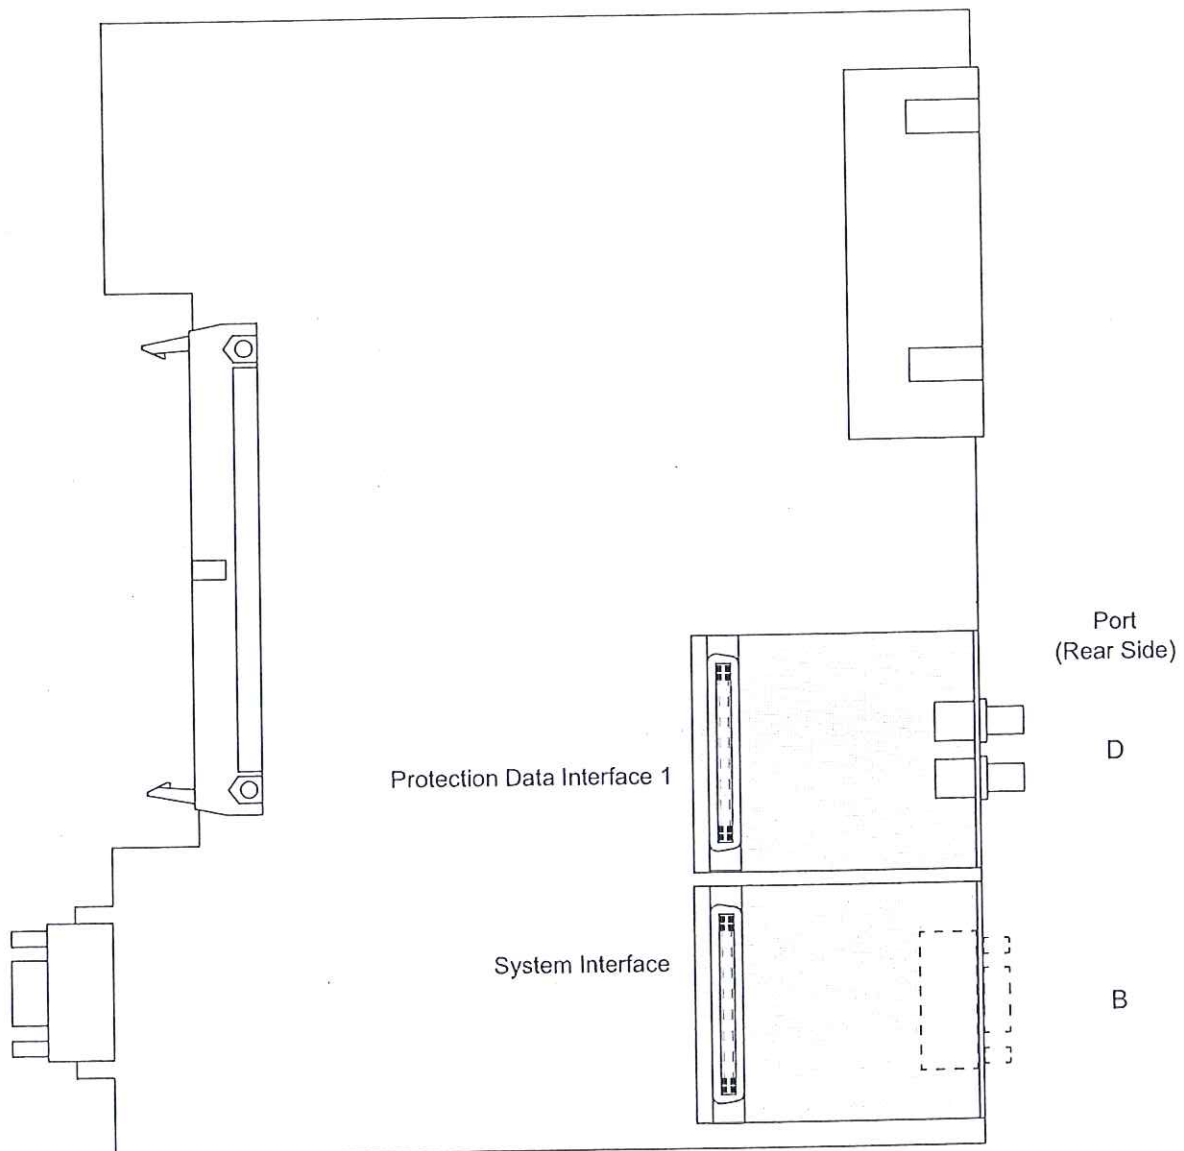 Port
(Rear Side)
Protection Data Interface 1
D
System Interface
B